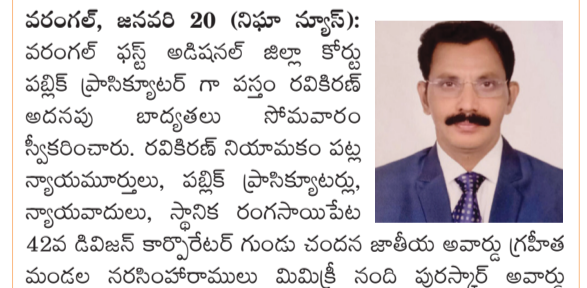 వరంగల్, జనవరి 20 (నిఘా న్యూస్):
వరంగల్ ఫస్ట్ అడిషనల్ జిల్లా కోర్టు
పబ్లిక్ ప్రాసిక్యూటర్ గా పస్తం రవికిరణ్
అదనపు బాద్యతలు సోమవారం
స్వీకరించారు. రవికిరణ్ నియామకం పట్ల
న్యాయమూర్తులు, పబ్లిక్ ప్రాసిక్యూటర్లు,
న్యాయవాదులు, స్థానిక రంగసాయిపేట
42వ డివిజన్ కార్పొరేటర్ గుండు చందన జాతీయ అవార్డు గ్రహీత
మండల నరసింహారాములు మిమిక్రీ నంది పురస్కార్ అవార్డు